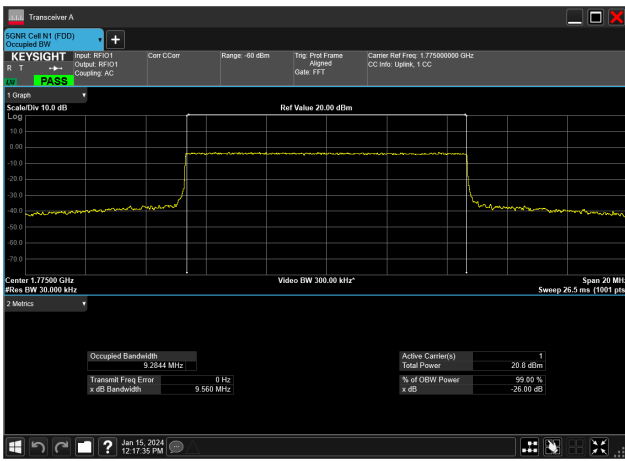 Transceiver A
5GNR Cell N1 (FDD)
Occupied BW
KEYSIGHT
R T
PASS
Input: RFIO1
Output: RFIO1
Coupling: AC
Corr CCorr
Range: -60 dBm
Trig: Prot Frame
Aligned
Gate: FFT
Carrier Ref Freq: 1.775000000 GHz
CC Info: Uplink, 1 CC
1 Graph
Scale/Div 10.0 dB
Ref Value 20.00 dBm
Log
10.0
0.00
-10.0
-20.0
-30.0
-40.0
-50.0
-60.0
-70.0
Center 1.77500 GHz
Video BW 300.00 kHz*
Span 20 MHz
#Res BW 30.000 kHz
Sweep 26.5 ms (1001 pts
2 Metrics
Occupied Bandwidth
9.2844 MHz
Transmit Freq Error 0 Hz
x dB Bandwidth 9.560 MHz
Active Carrier(s) 1
Total Power 20.8 dBm
% of OBW Power 99.00 %
x dB -26.00 dB
Jan 15, 2024
12:17:35 PM